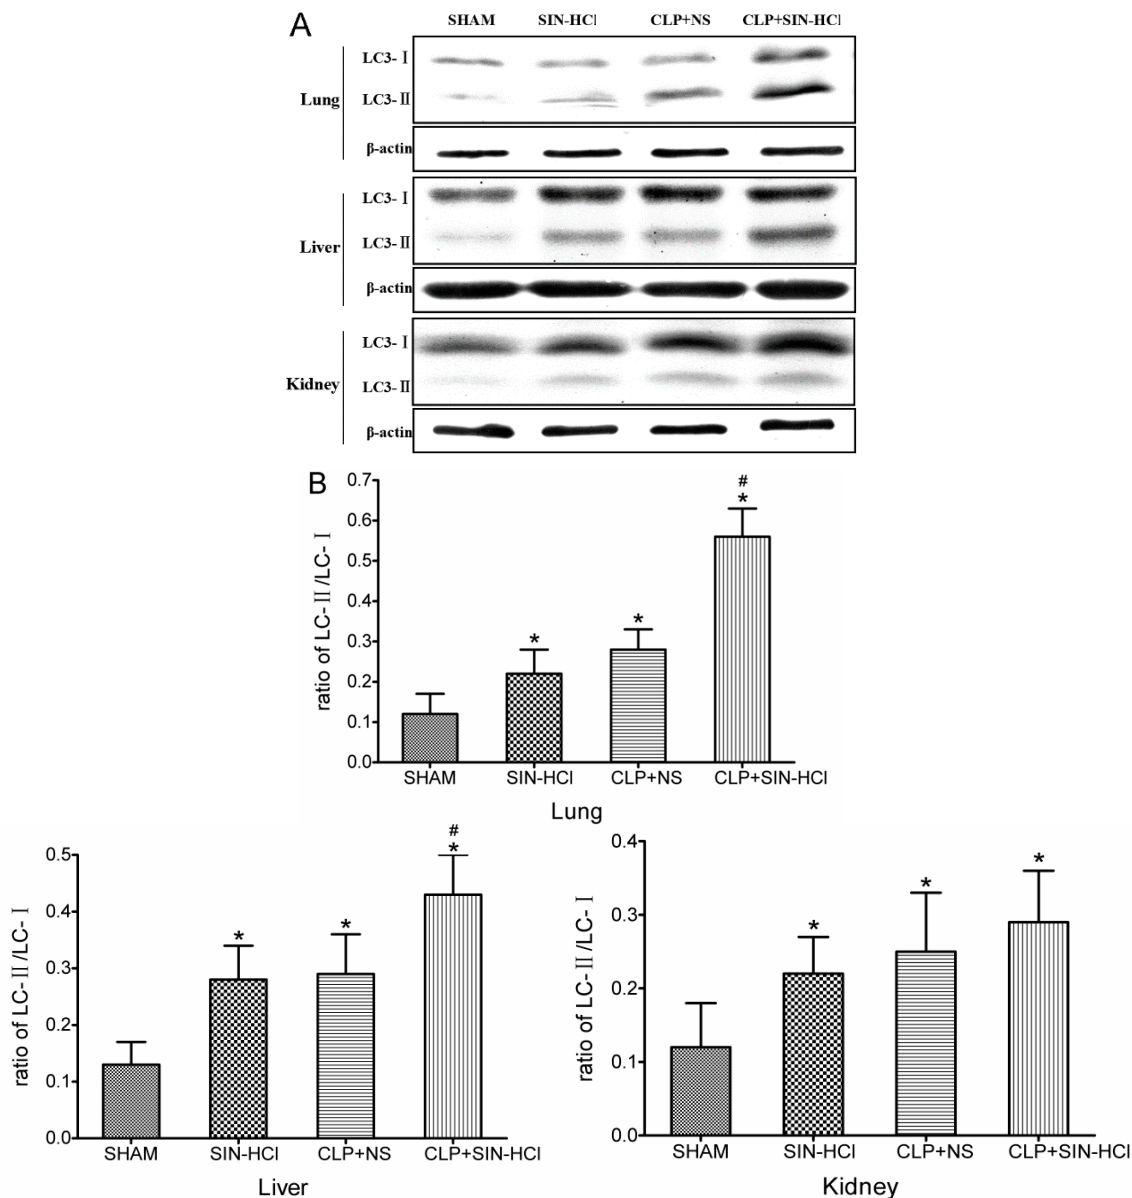 A
SHAM SIN-HCl CLP+NS CLP+SIN-HCl
LC3-Ⅰ
Lung
LC3-Ⅱ
β-actin
LC3-Ⅰ
Liver
LC3-Ⅱ
β-actin
LC3-Ⅰ
Kidney
LC3-Ⅱ
β-actin
B
ratio of LC-Ⅱ/LC-Ⅰ
0.7
0.6
0.5
0.4
0.3
0.2
0.1
0.0
* * # *
SHAM SIN-HCl CLP+NS CLP+SIN-HCl
Lung
ratio of LC-Ⅱ/LC-Ⅰ
0.5
0.4
0.3
0.2
0.1
0.0
* * # *
SHAM SIN-HCl CLP+NS CLP+SIN-HCl
Liver
ratio of LC-Ⅱ/LC-Ⅰ
0.4
0.3
0.2
0.1
0.0
* * *
SHAM SIN-HCl CLP+NS CLP+SIN-HCl
Kidney